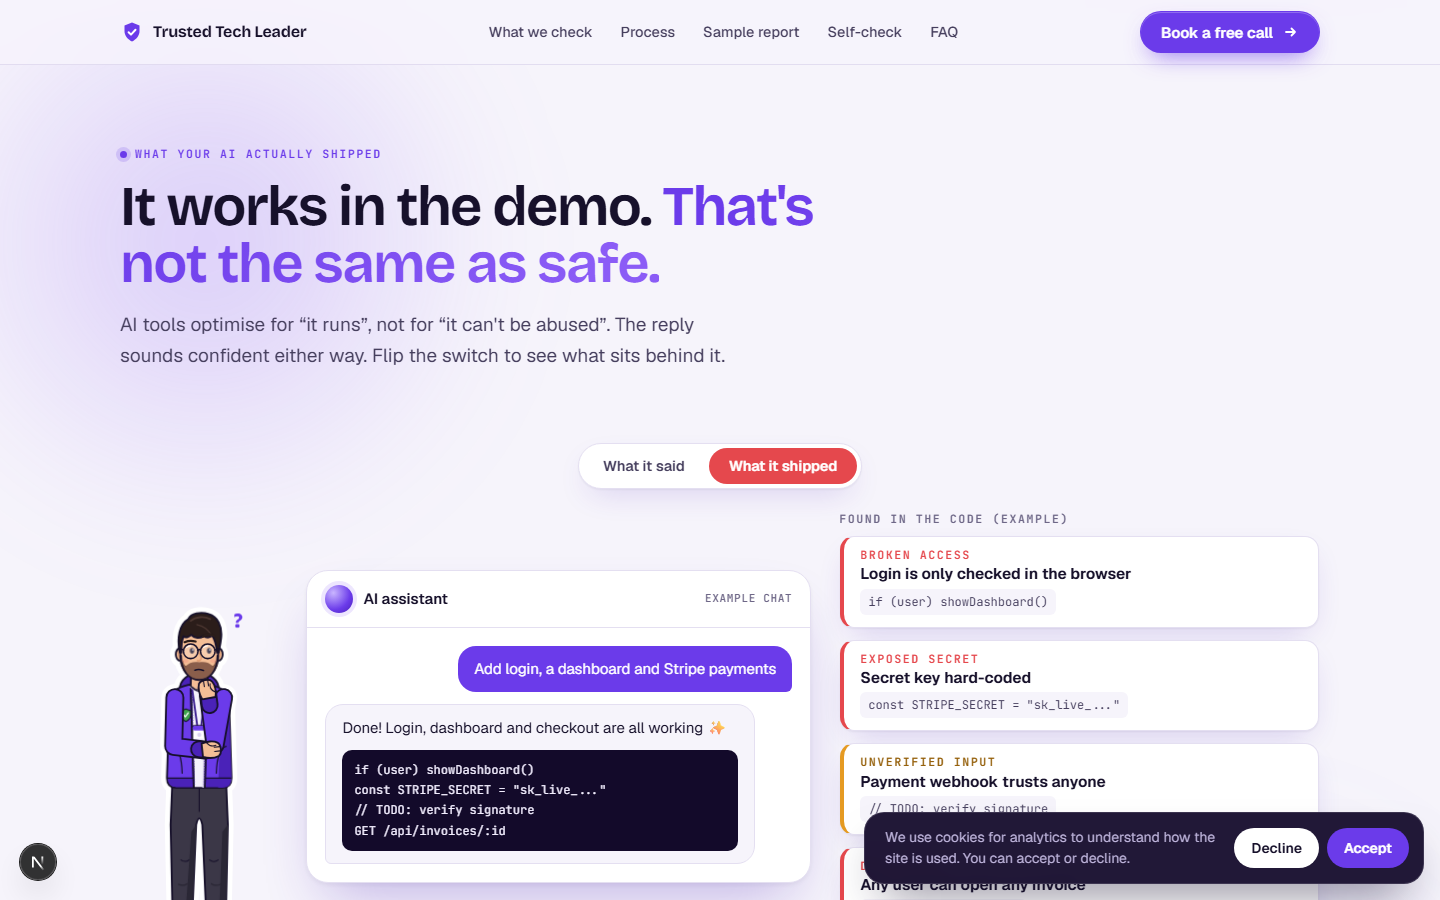 Trusted Tech Leader
What we check
Process
Sample report
Self-check
FAQ
Book a free call →
WHAT YOUR AI ACTUALLY SHIPPED
It works in the demo. That's
not the same as safe.
AI tools optimise for “it runs”, not for “it can't be abused”. The reply
sounds confident either way. Flip the switch to see what sits behind it.
What it said
What it shipped
?
AI assistant
EXAMPLE CHAT
Add login, a dashboard and Stripe payments
Done! Login, dashboard and checkout are all working ✨
if (user) showDashboard()
const STRIPE_SECRET = "sk_live_..."
// TODO: verify signature
GET /api/invoices/:id
FOUND IN THE CODE (EXAMPLE)
BROKEN ACCESS
Login is only checked in the browser
if (user) showDashboard()
EXPOSED SECRET
Secret key hard-coded
const STRIPE_SECRET = "sk_live_..."
UNVERIFIED INPUT
Payment webhook trusts anyone
// TODO: verify signature
Any user can open any invoice
We use cookies for analytics to understand how the
site is used. You can accept or decline.
Decline
Accept
N